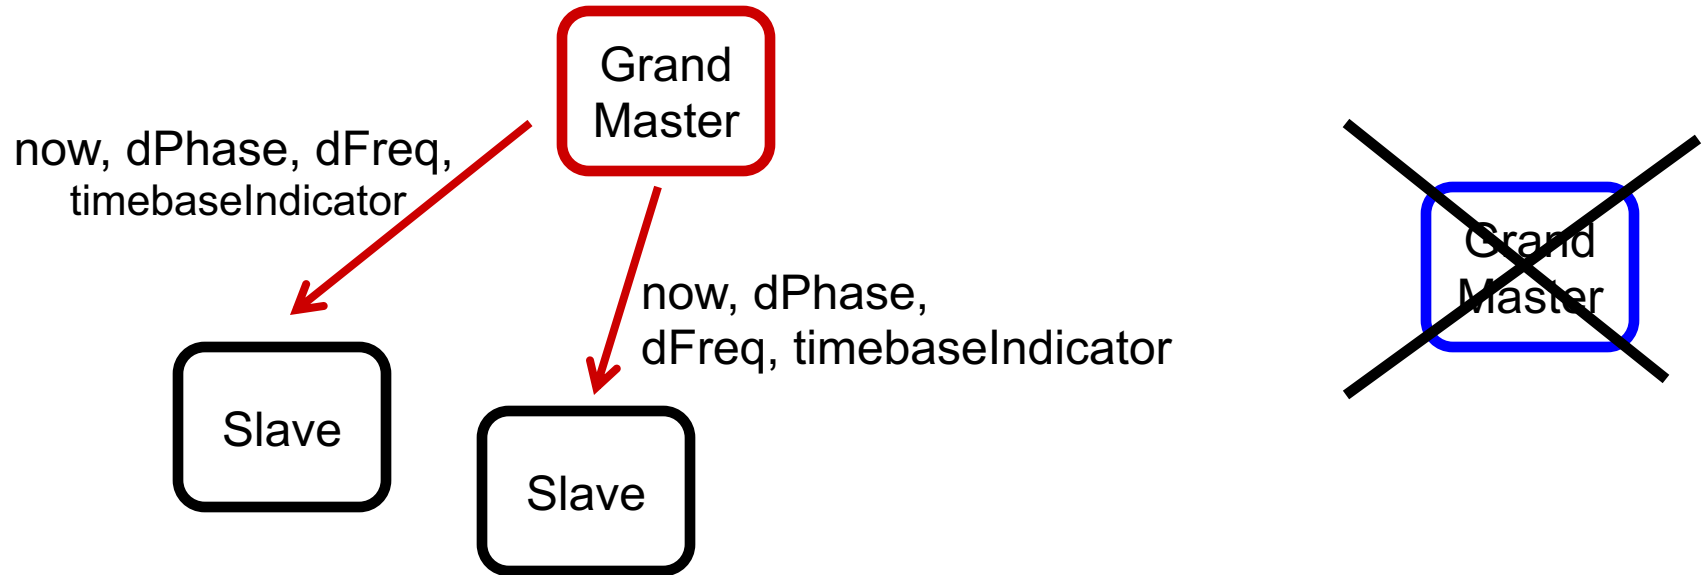 Grand
Master
now, dPhase, dFreq,
timebaseIndicator
Grand
Master
now, dPhase,
dFreq, timebaseIndicator
Slave
Slave